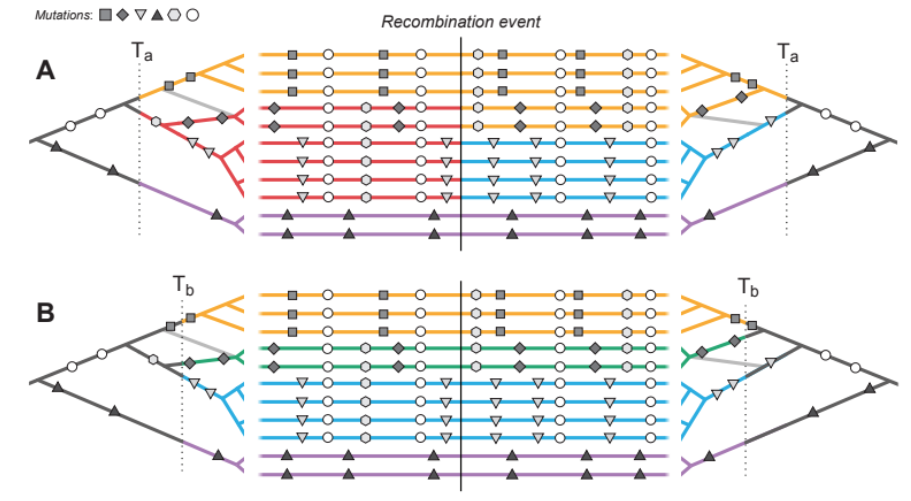 Mutations:
Recombination event
A
Ta
Ta
B
Tb
Tb